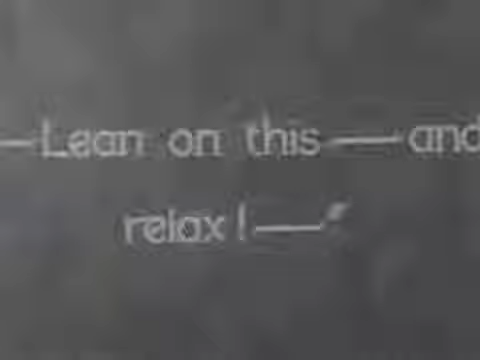 —Lean on this — and
relax! —"